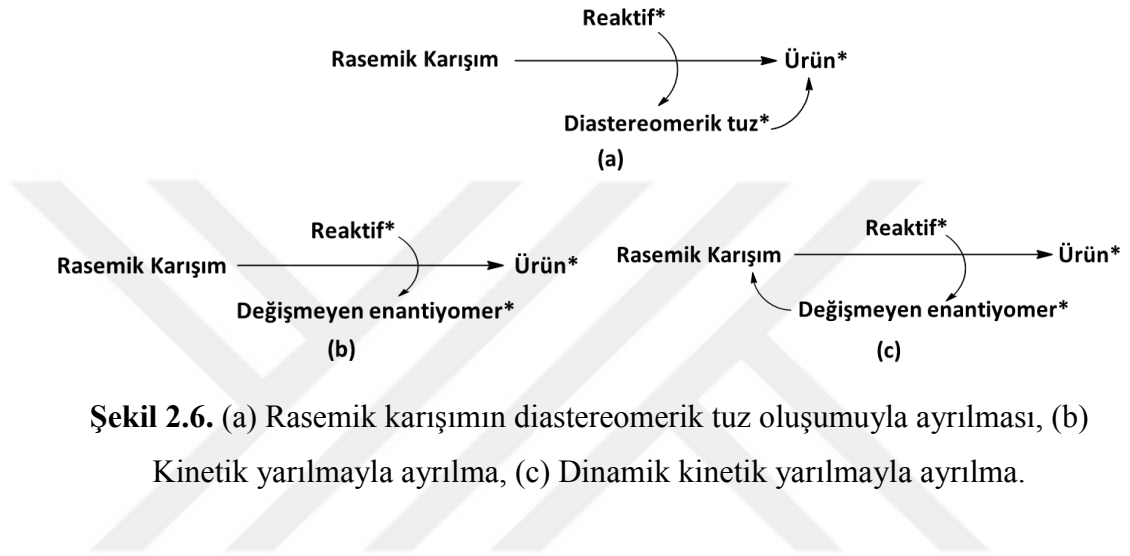 Reaktif*
Rasemik Karışım Ürün*
Diastereomerik tuz*
(a)
Reaktif*
Rasemik Karışım Ürün*
Değişmeyen enantiyomer*
(b)
Reaktif*
Rasemik Karışım Ürün*
Değişmeyen enantiyomer*
(c)
Şekil 2.6. (a) Rasemik karışımın diastereomerik tuz oluşumuyla ayrılması, (b)
Kinetik yarılmayla ayrılma, (c) Dinamik kinetik yarılmayla ayrılma.